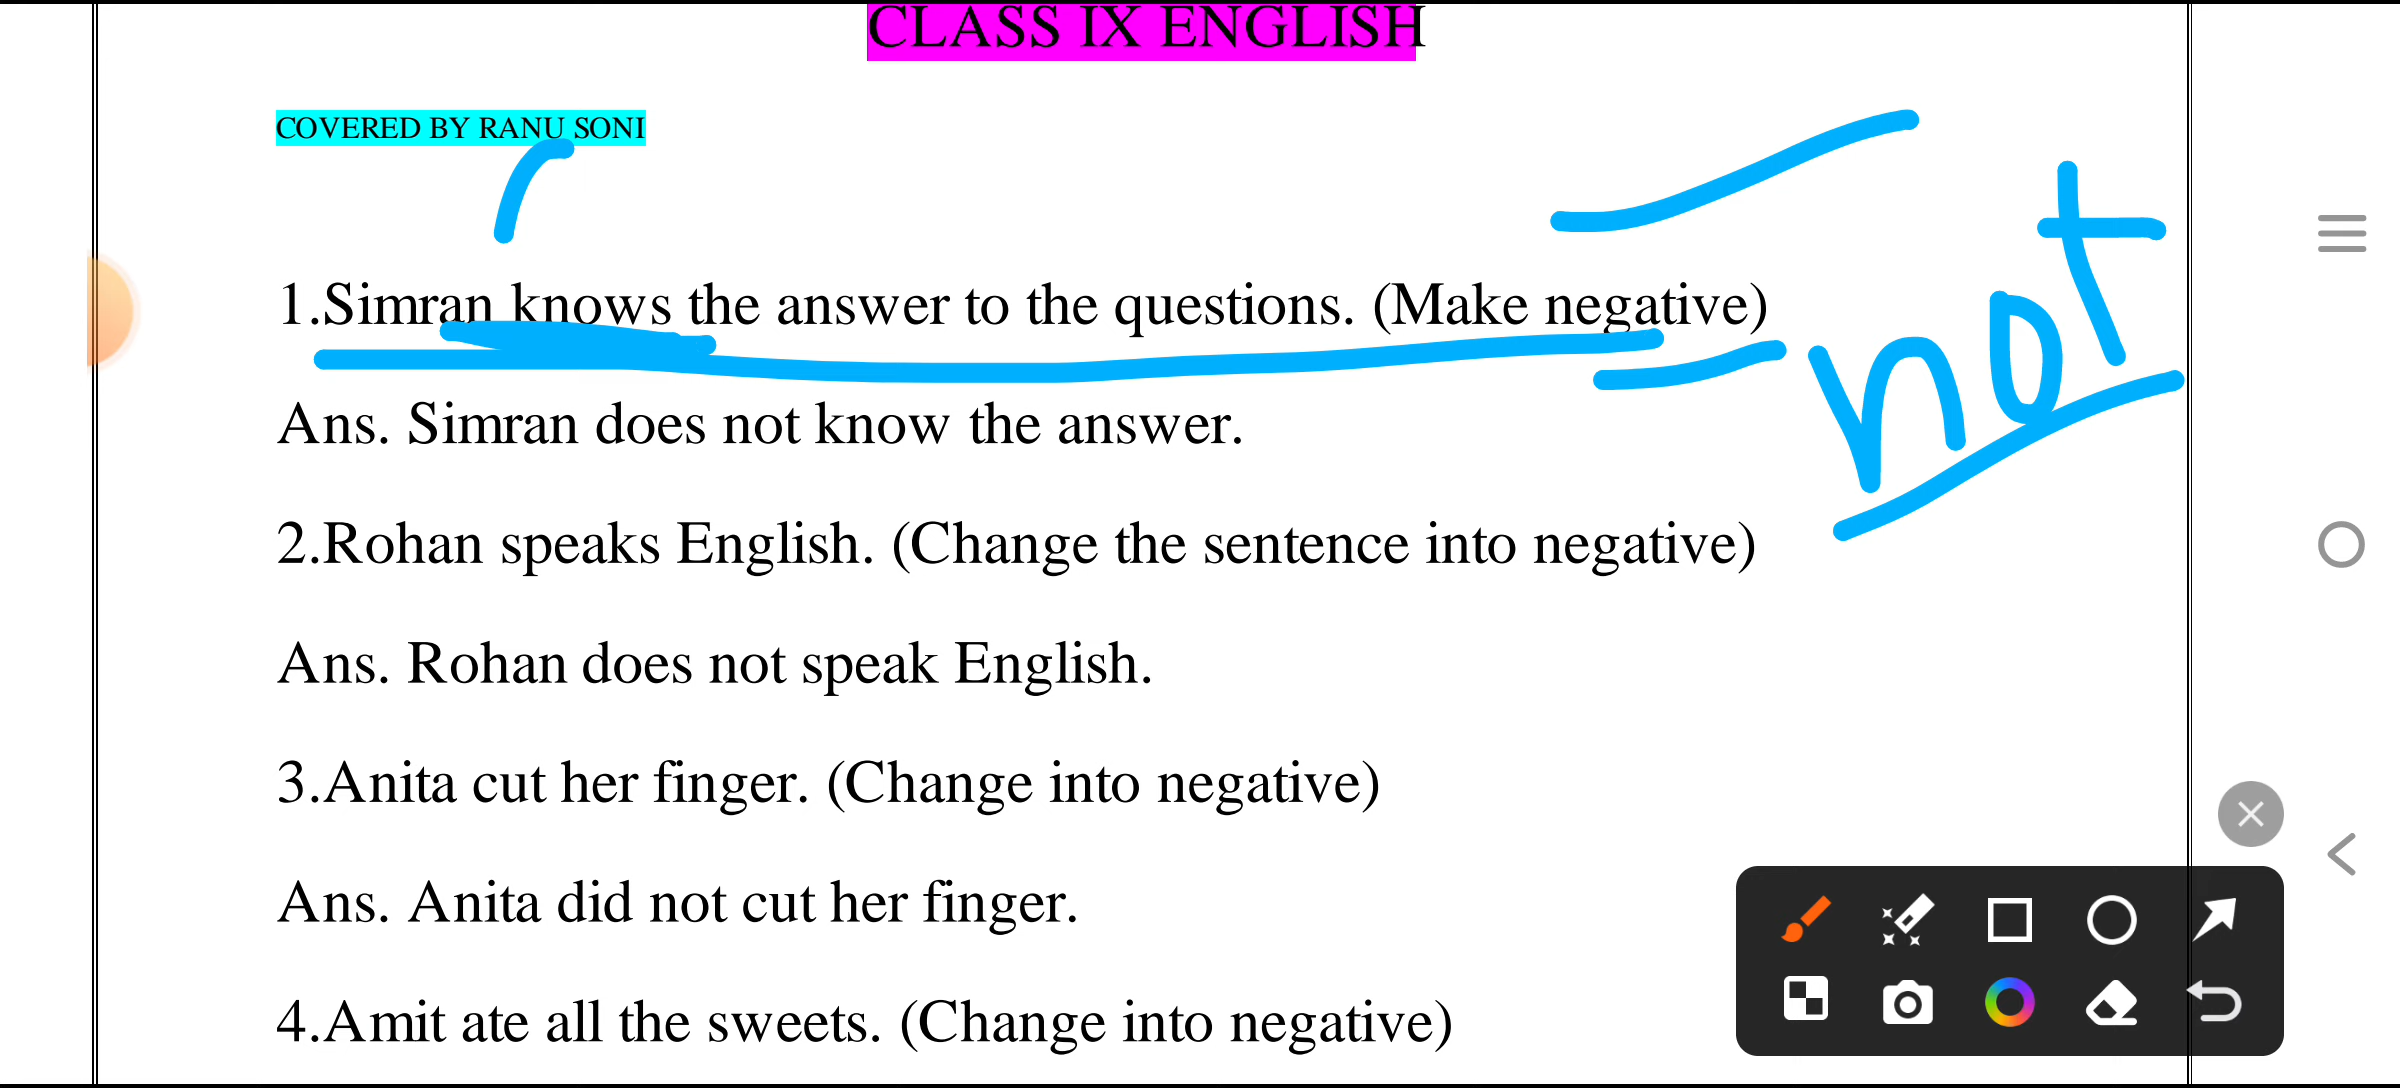 CLASS IX ENGLISH
COVERED BY RANU SONI
1.Simran knows the answer to the questions. (Make negative)
not
Ans. Simran does not know the answer.
2.Rohan speaks English. (Change the sentence into negative)
Ans. Rohan does not speak English.
3.Anita cut her finger. (Change into negative)
Ans. Anita did not cut her finger.
4.Amit ate all the sweets. (Change into negative)